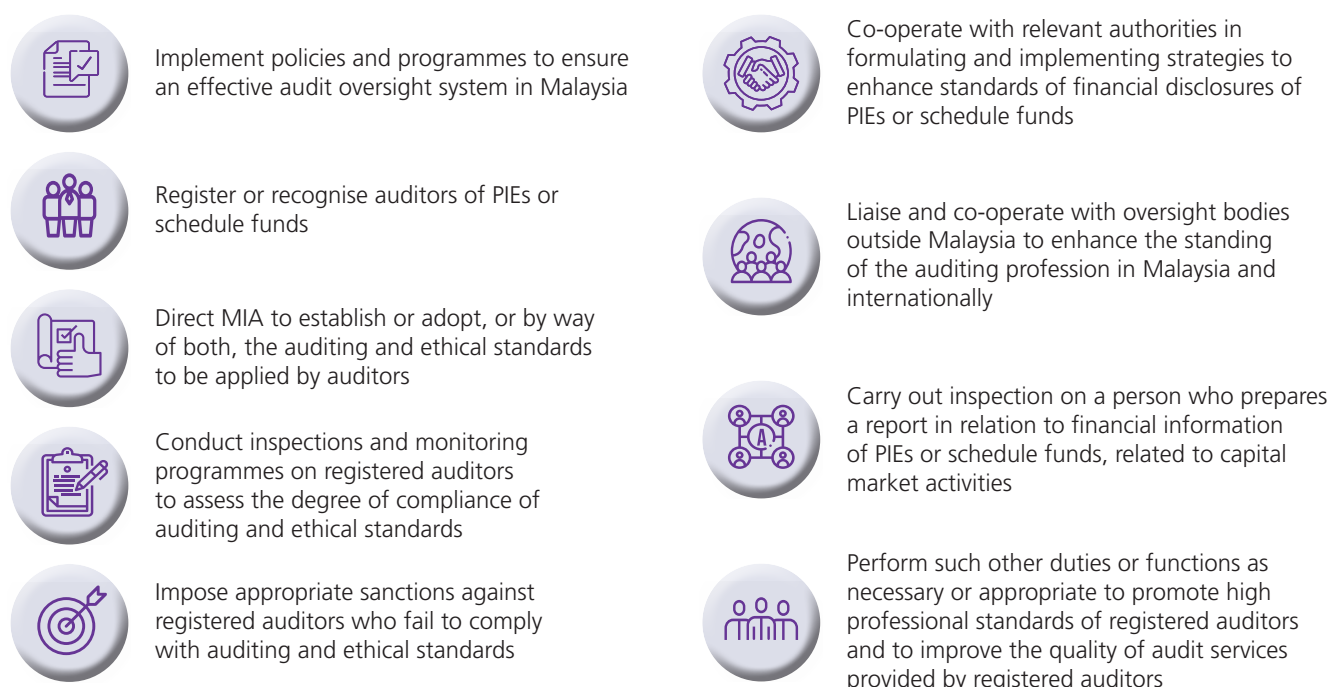 Implement policies and programmes to ensure
an effective audit oversight system in Malaysia
Register or recognise auditors of PIEs or
schedule funds
Direct MIA to establish or adopt, or by way
of both, the auditing and ethical standards
to be applied by auditors
Conduct inspections and monitoring
programmes on registered auditors
to assess the degree of compliance of
auditing and ethical standards
Impose appropriate sanctions against
registered auditors who fail to comply
with auditing and ethical standards
Co-operate with relevant authorities in
formulating and implementing strategies to
enhance standards of financial disclosures of
PIEs or schedule funds
Liaise and co-operate with oversight bodies
outside Malaysia to enhance the standing
of the auditing profession in Malaysia and
internationally
A
Carry out inspection on a person who prepares
a report in relation to financial information
of PIEs or schedule funds, related to capital
market activities
Perform such other duties or functions as
necessary or appropriate to promote high
professional standards of registered auditors
and to improve the quality of audit services
provided by registered auditors